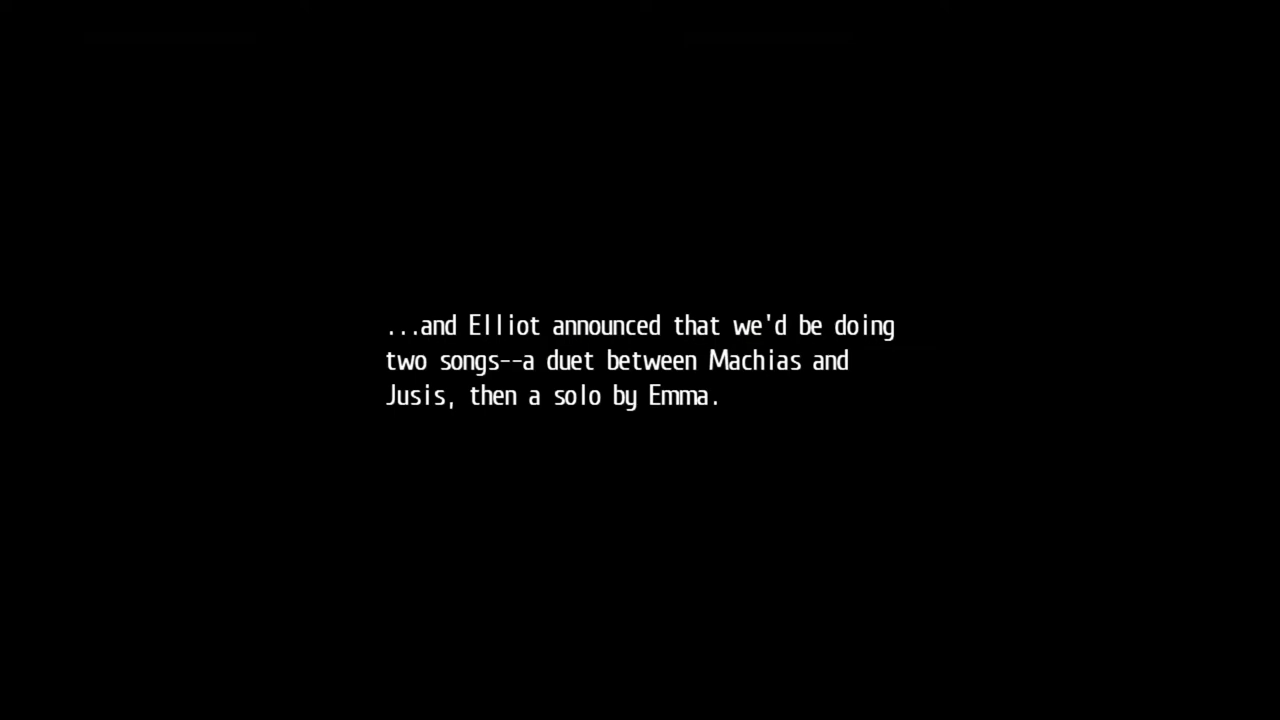 ...and Elliot announced that we'd be doing
two songs--a duet between Machias and
Jusis, then a solo by Emma.